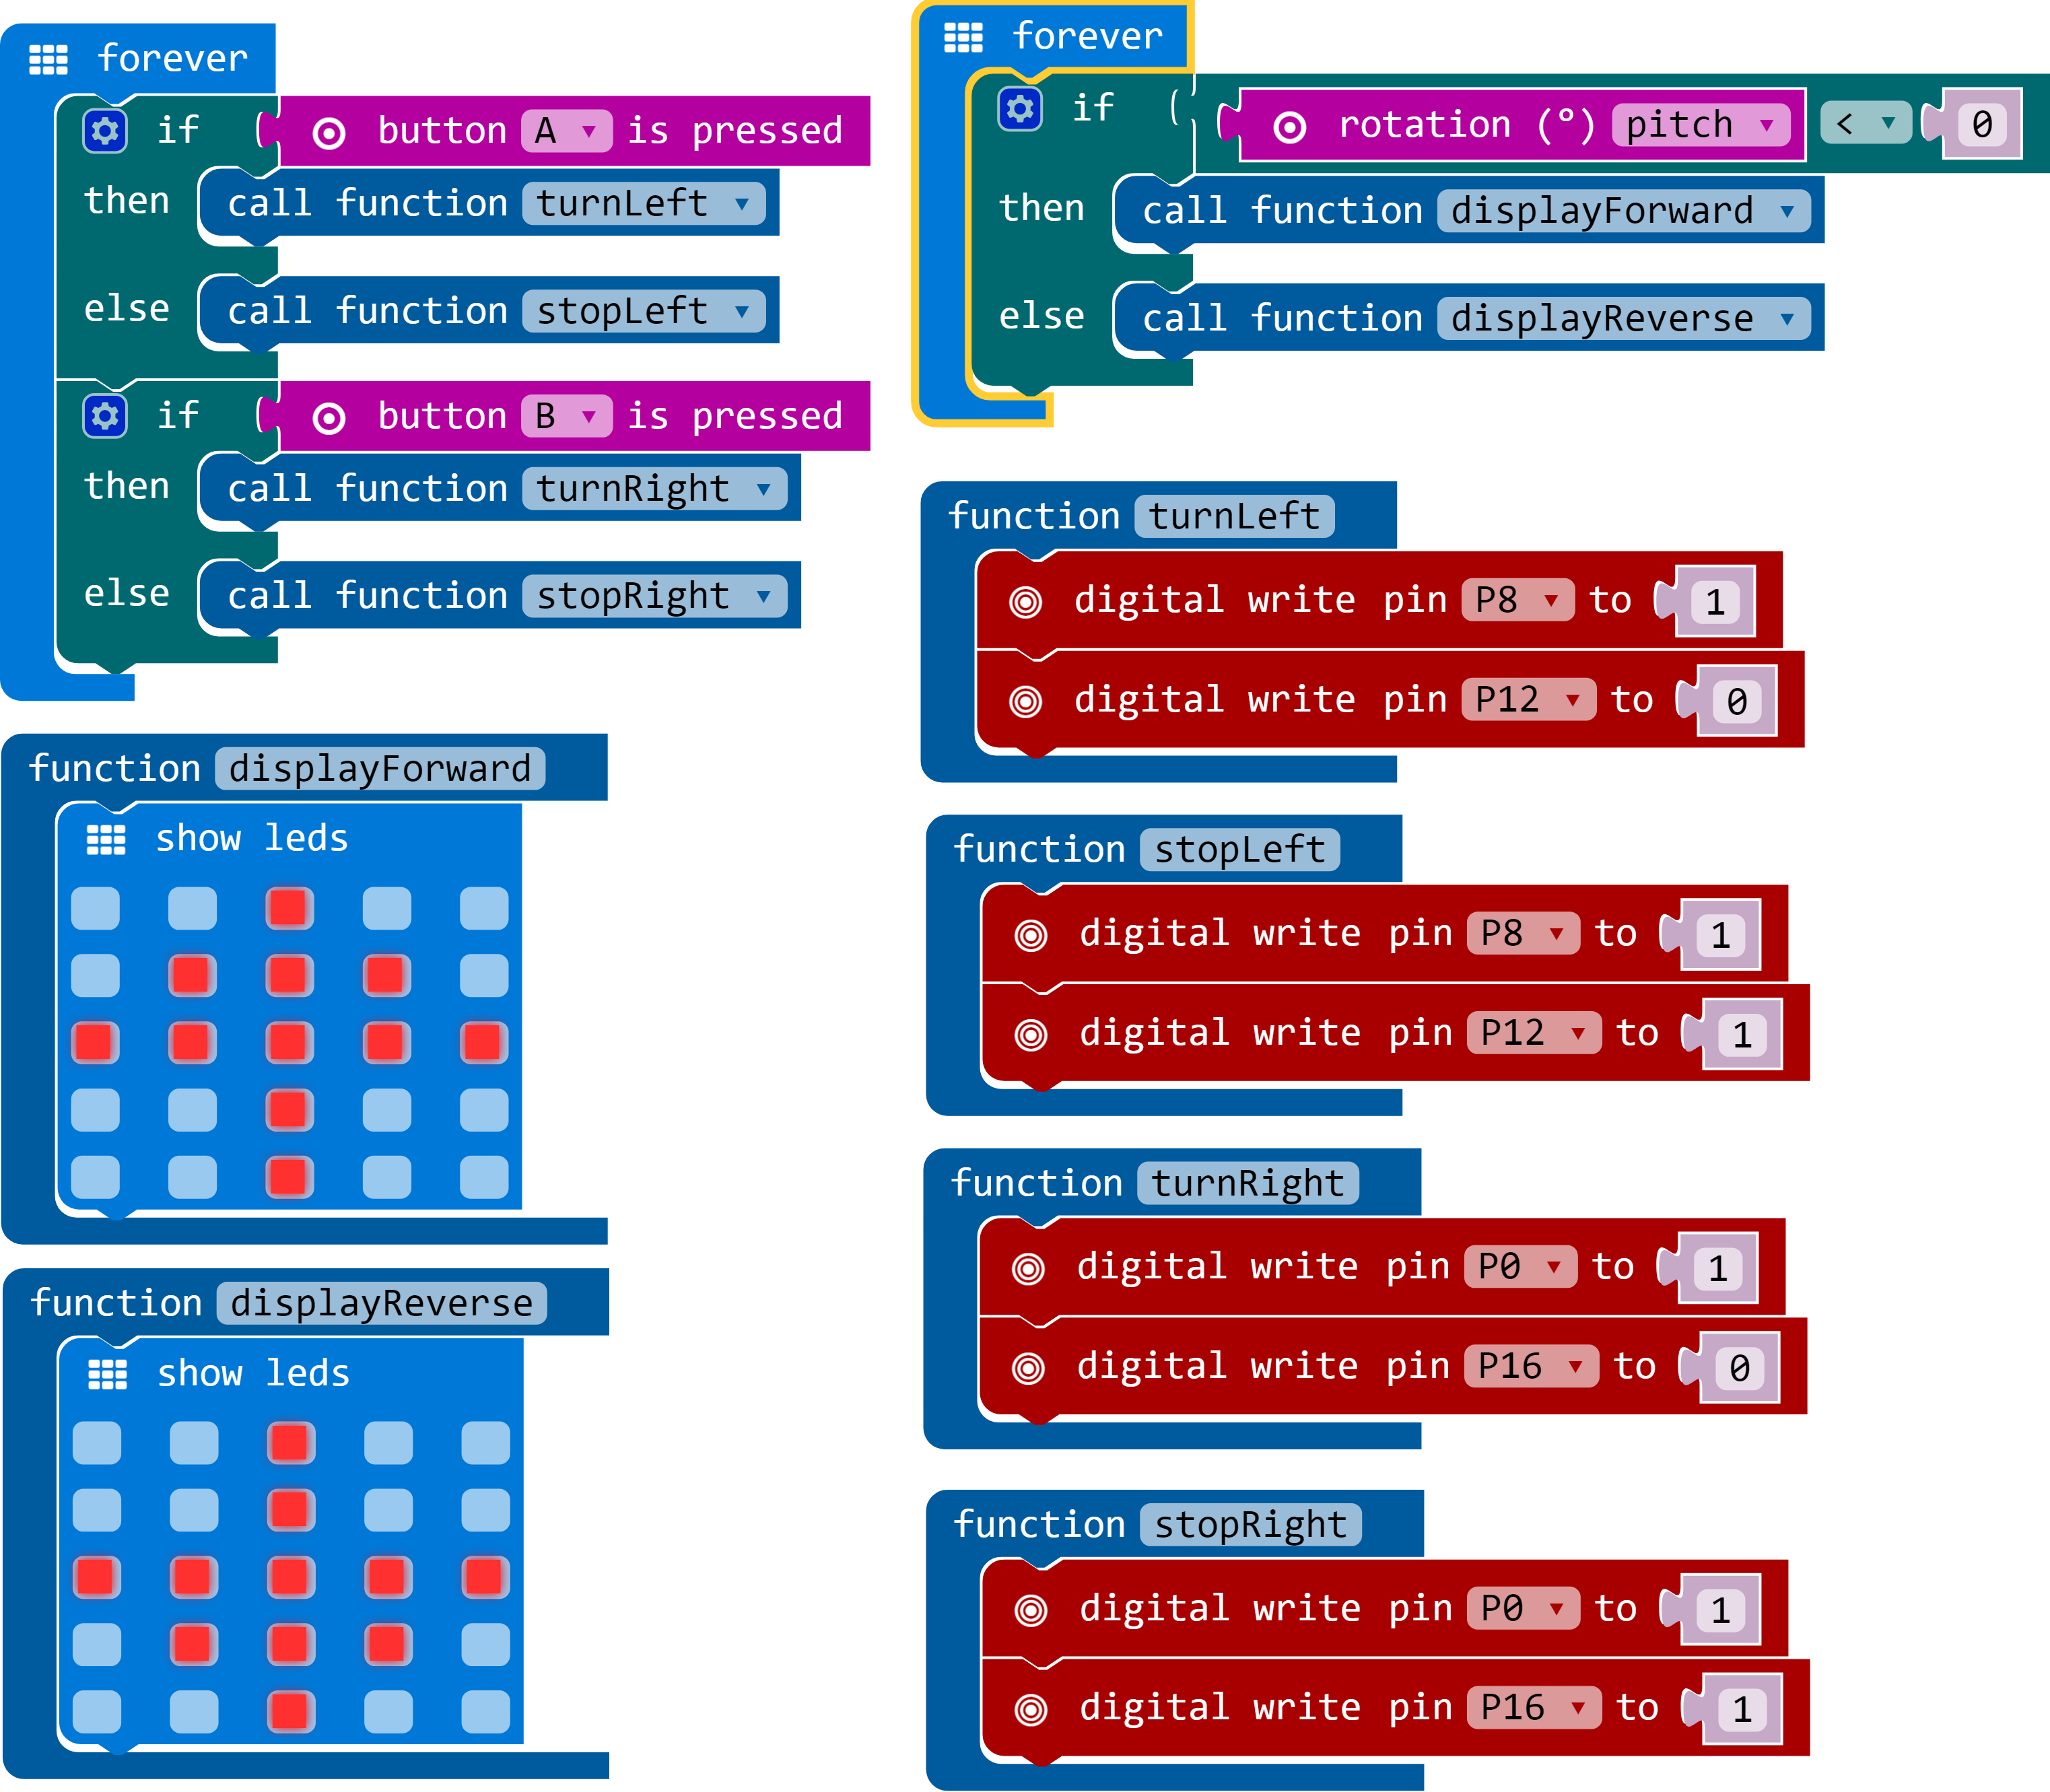 forever
if button A is pressed
then call function turnLeft
else call function stopLeft
if button B is pressed
then call function turnRight
else call function stopRight
function displayForward
show leds
function displayReverse
show leds
forever
if rotation (°) pitch < 0
then call function displayForward
else call function displayReverse
function turnLeft
digital write pin P8 to 1
digital write pin P12 to 0
function stopLeft
digital write pin P8 to 1
digital write pin P12 to 1
function turnRight
digital write pin P0 to 1
digital write pin P16 to 0
function stopRight
digital write pin P0 to 1
digital write pin P16 to 1